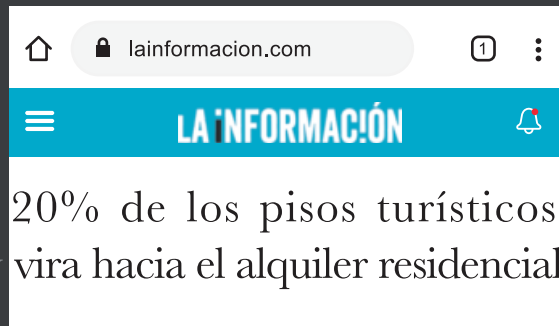 lainformacion.com
1
LA INFORMACIÓN
20% de los pisos turísticos
vira hacia el alquiler residencial